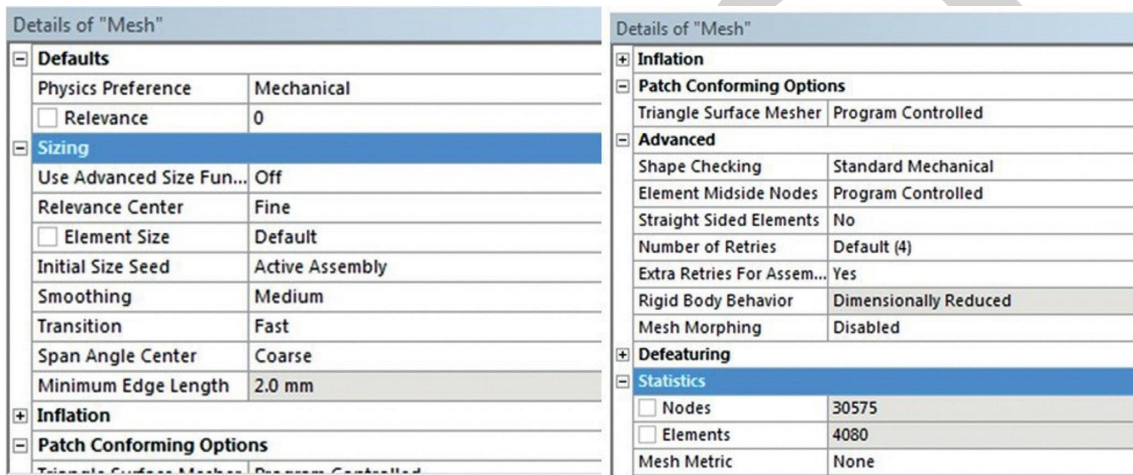 Details of "Mesh"
Defaults
Physics Preference Mechanical
Relevance 0
Sizing
Use Advanced Size Fun... Off
Relevance Center Fine
Element Size Default
Initial Size Seed Active Assembly
Smoothing Medium
Transition Fast
Span Angle Center Coarse
Minimum Edge Length 2.0 mm
Inflation
Patch Conforming Options
Triangle Surface Mesher Program Controlled
Details of "Mesh"
Inflation
Patch Conforming Options
Triangle Surface Mesher Program Controlled
Advanced
Shape Checking Standard Mechanical
Element Midside Nodes Program Controlled
Straight Sided Elements No
Number of Retries Default (4)
Extra Retries For Assem... Yes
Rigid Body Behavior Dimensionally Reduced
Mesh Morphing Disabled
Defeaturing
Statistics
Nodes 30575
Elements 4080
Mesh Metric None